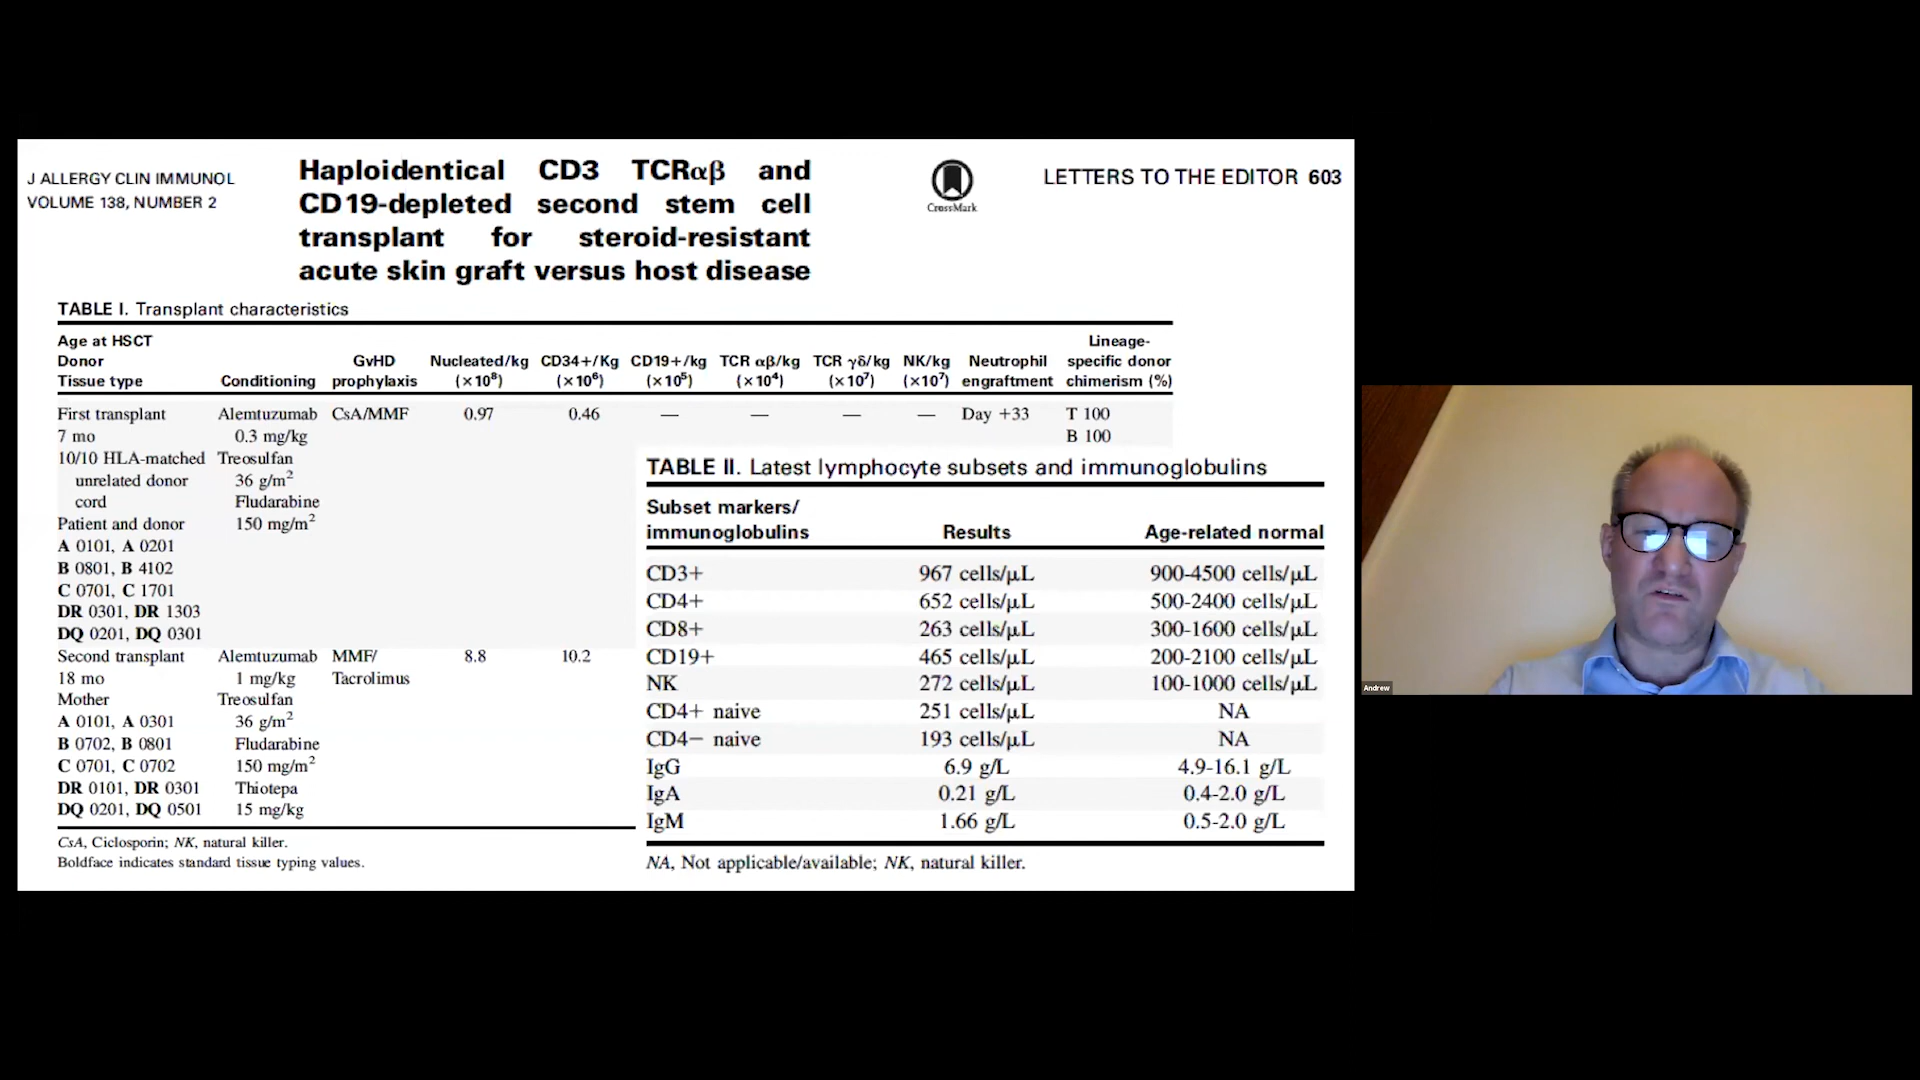 J ALLERGY CLIN IMMUNOL
VOLUME 138, NUMBER 2
Haploidentical CD3 TCRαβ and
CD19-depleted second stem cell
transplant for steroid-resistant
acute skin graft versus host disease
CrossMark
LETTERS TO THE EDITOR 603
TABLE I. Transplant characteristics
Age at HSCT
Donor
Tissue type
Conditioning
GvHD
prophylaxis
Nucleated/kg
(×10⁸)
CD34+/Kg
(×10⁶)
CD19+/kg
(×10⁵)
TCR αβ/kg
(×10⁴)
TCR γδ/kg
(×10⁷)
NK/kg
(×10⁷)
Neutrophil
engraftment
Lineage-
specific donor
chimerism (%)
First transplant Alemtuzumab CsA/MMF 0.97 0.46 — — — — Day +33 T 100
7 mo 0.3 mg/kg B 100
10/10 HLA-matched Treosulfan
unrelated donor 36 g/m²
cord Fludarabine
Patient and donor 150 mg/m²
A 0101, A 0201
B 0801, B 4102
C 0701, C 1701
DR 0301, DR 1303
DQ 0201, DQ 0301
Second transplant Alemtuzumab MMF/ 8.8 10.2
18 mo 1 mg/kg Tacrolimus
Mother Treosulfan
A 0101, A 0301 36 g/m²
B 0702, B 0801 Fludarabine
C 0701, C 0702 150 mg/m²
DR 0101, DR 0301 Thiotepa
DQ 0201, DQ 0501 15 mg/kg
CsA, Ciclosporin; NK, natural killer.
Boldface indicates standard tissue typing values.
TABLE II. Latest lymphocyte subsets and immunoglobulins
Subset markers/
immunoglobulins Results Age-related normal
CD3+ 967 cells/μL 900-4500 cells/μL
CD4+ 652 cells/μL 500-2400 cells/μL
CD8+ 263 cells/μL 300-1600 cells/μL
CD19+ 465 cells/μL 200-2100 cells/μL
NK 272 cells/μL 100-1000 cells/μL
CD4+ naive 251 cells/μL NA
CD4− naive 193 cells/μL NA
IgG 6.9 g/L 4.9-16.1 g/L
IgA 0.21 g/L 0.4-2.0 g/L
IgM 1.66 g/L 0.5-2.0 g/L
NA, Not applicable/available; NK, natural killer.
Andrew